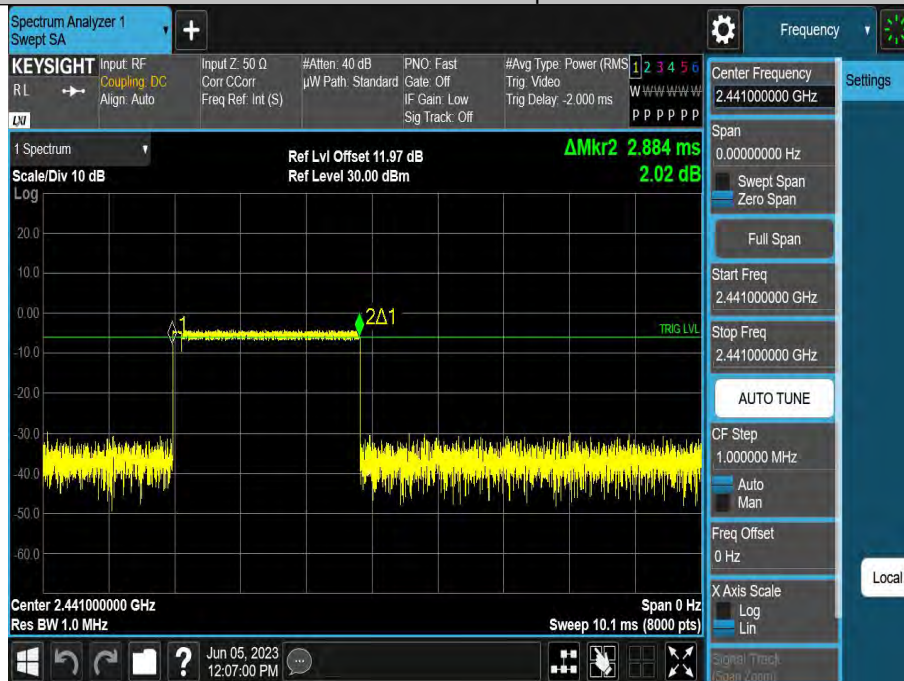 Spectrum Analyzer 1
Swept SA
+
Frequency
KEYSIGHT
RL
LXI
Input: RF
Coupling: DC
Align: Auto
Input Z: 50 Ω
Corr CCorr
Freq Ref: Int (S)
#Atten: 40 dB
µW Path: Standard
PNO: Fast
Gate: Off
IF Gain: Low
Sig Track: Off
#Avg Type: Power (RMS
Trig: Video
Trig Delay: -2.000 ms
1 2 3 4 5 6
W W W W W W
P P P P P P
Center Frequency
2.441000000 GHz
Settings
Span
0.00000000 Hz
Swept Span
Zero Span
Full Span
Start Freq
2.441000000 GHz
Stop Freq
2.441000000 GHz
AUTO TUNE
CF Step
1.000000 MHz
Auto
Man
Freq Offset
0 Hz
X Axis Scale
Log
Lin
Signal Track
(Span Zoom)
Local
1 Spectrum
Scale/Div 10 dB
Log
Ref Lvl Offset 11.97 dB
Ref Level 30.00 dBm
ΔMkr2 2.884 ms
2.02 dB
20.0
10.0
0.00
-10.0
-20.0
-30.0
-40.0
-50.0
-60.0
1
2Δ1
TRIG LVL
Center 2.441000000 GHz
Res BW 1.0 MHz
Span 0 Hz
Sweep 10.1 ms (8000 pts)
?
Jun 05, 2023
12:07:00 PM